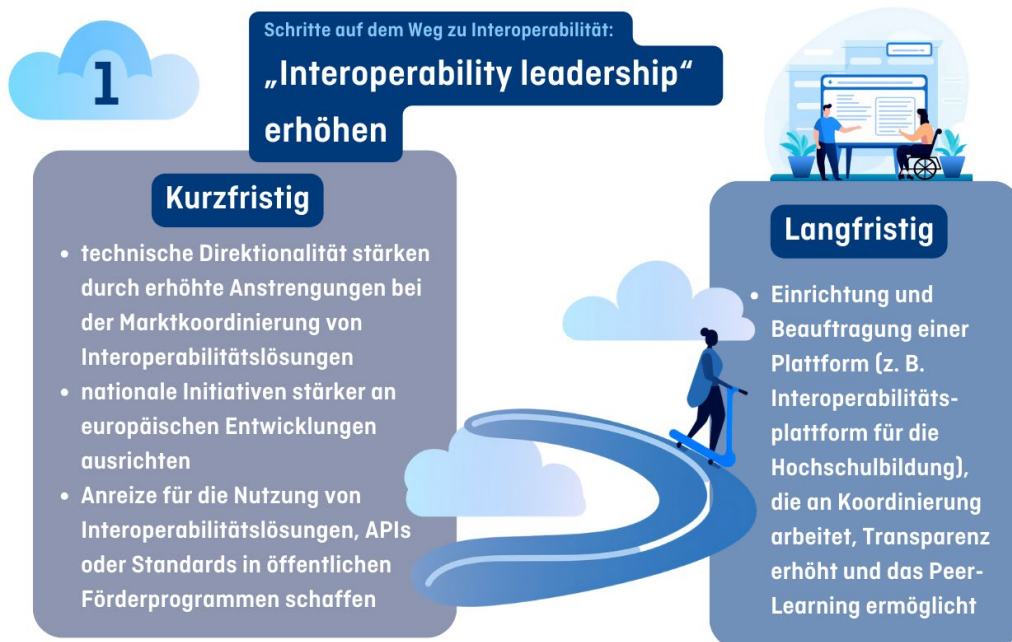 1
Schritte auf dem Weg zu Interoperabilität:
„Interoperability leadership“
erhöhen
Kurzfristig
• technische Direktionalität stärken
durch erhöhte Anstrengungen bei
der Marktkoordinierung von
Interoperabilitätslösungen
• nationale Initiativen stärker an
europäischen Entwicklungen
ausrichten
• Anreize für die Nutzung von
Interoperabilitätslösungen, APIs
oder Standards in öffentlichen
Förderprogrammen schaffen
Langfristig
• Einrichtung und
Beauftragung einer
Plattform (z. B.
Interoperabilitäts-
plattform für die
Hochschulbildung),
die an Koordinierung
arbeitet, Transparenz
erhöht und das Peer-
Learning ermöglicht